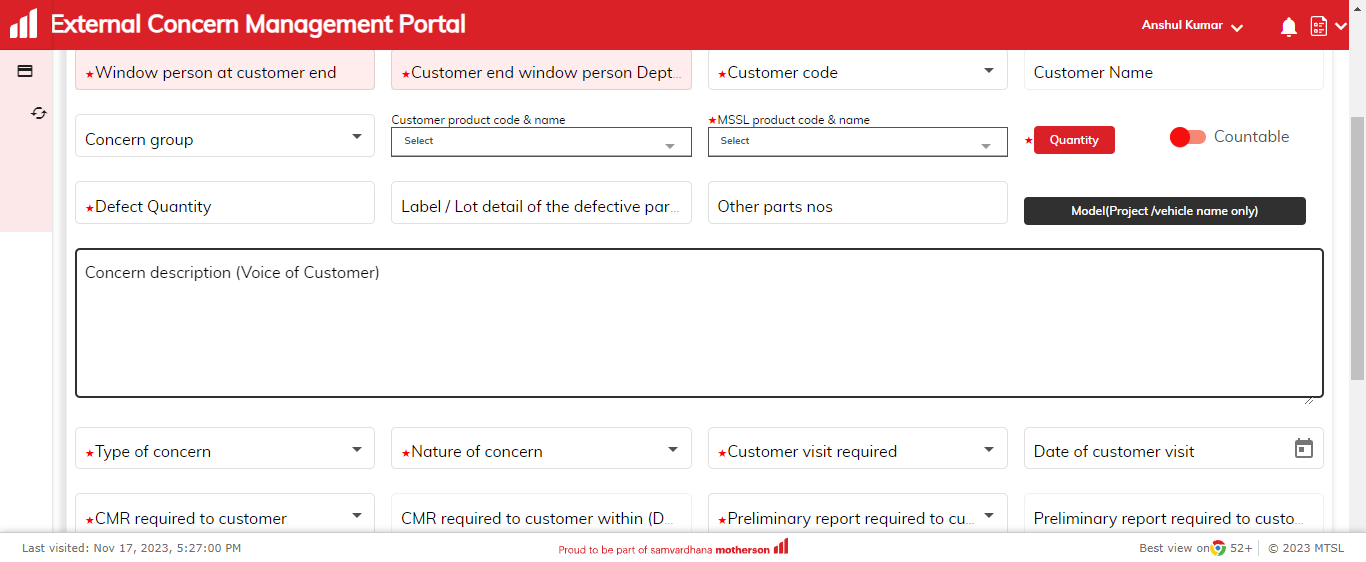 External Concern Management Portal
Anshul Kumar
★Window person at customer end
★Customer end window person Dept...
★Customer code
Customer Name
Concern group
Customer product code & name
Select
★MSSL product code & name
Select
★ Quantity
Countable
★Defect Quantity
Label / Lot detail of the defective par...
Other parts nos
Model(Project /vehicle name only)
Concern description (Voice of Customer)
★Type of concern
★Nature of concern
★Customer visit required
Date of customer visit
★CMR required to customer
CMR required to customer within (D...
★Preliminary report required to cu...
Preliminary report required to custo...
Last visited: Nov 17, 2023, 5:27:00 PM
Proud to be part of samvardhana motherson
Best view on 52+
© 2023 MTSL